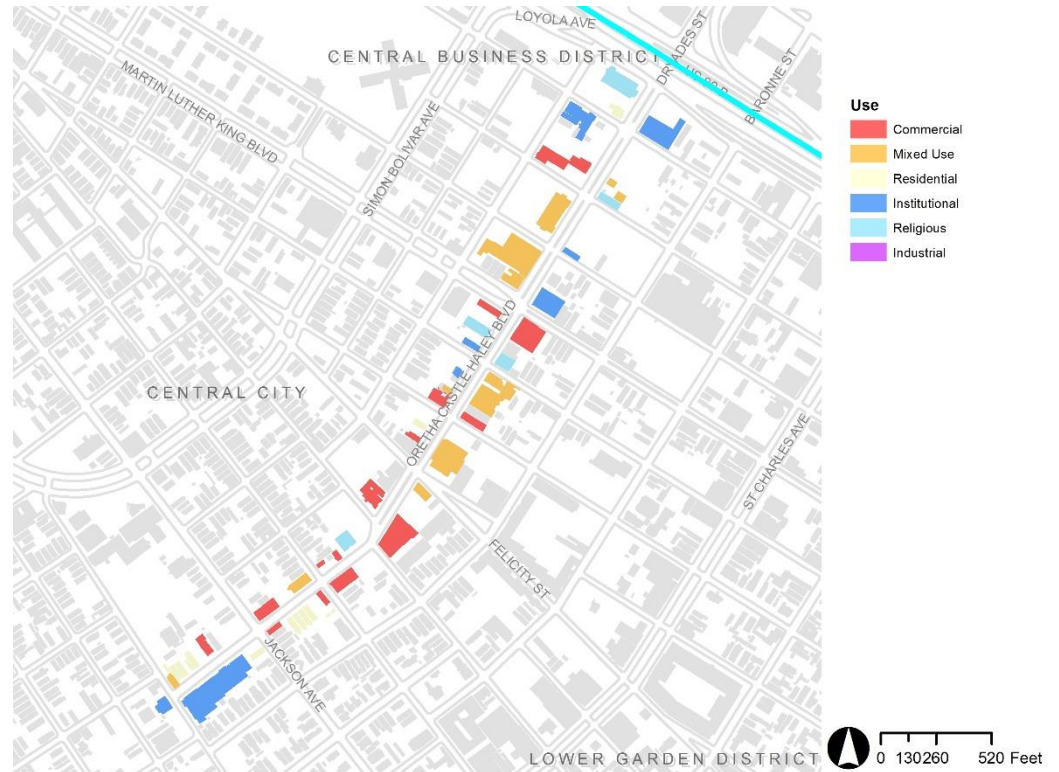 LOYOLA AVE
CENTRAL BUSINESS DISTRICT
DRYADES ST
BARONNE ST
MARTIN LUTHER KING BLVD
SIMON BOLIVAR AVE
ORETHA CASTLE HALEY BLVD
CENTRAL CITY
ST CHARLES AVE
FELICITY ST
JACKSON AVE
LOWER GARDEN DISTRICT
Use
Commercial
Mixed Use
Residential
Institutional
Religious
Industrial
0 130260 520 Feet